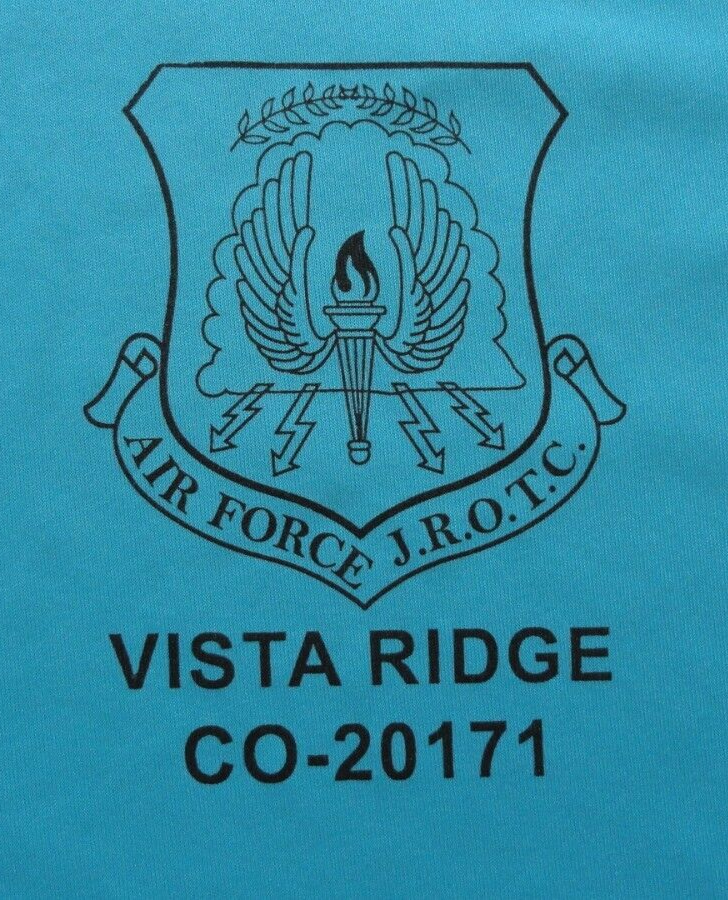 AIR FORCE J.R.O.T.C.
VISTA RIDGE
CO-20171